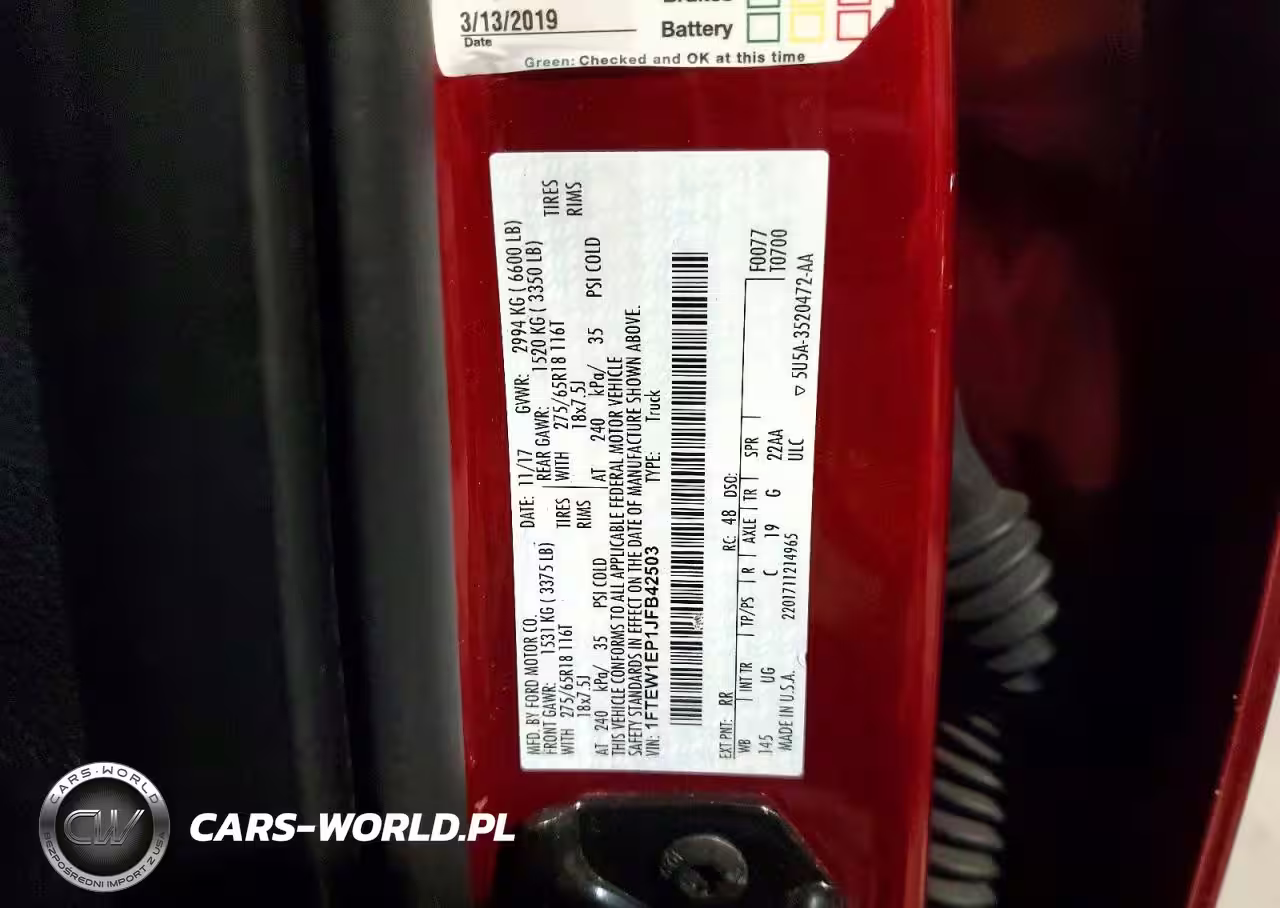 Brakes
3/13/2019
Date
Battery
Green: Checked and OK at this time
MFD. BY FORD MOTOR CO. DATE: 11/17 GVWR: 2994 KG ( 6600 LB)
FRONT GAWR: 1531 KG ( 3375 LB) REAR GAWR: 1520 KG ( 3350 LB)
WITH 275/65R18 116T TIRES WITH 275/65R18 116T TIRES
18x7.5J RIMS 18x7.5J RIMS
AT 240 kPa/ 35 PSI COLD AT 240 kPa/ 35 PSI COLD
THIS VEHICLE CONFORMS TO ALL APPLICABLE FEDERAL MOTOR VEHICLE
SAFETY STANDARDS IN EFFECT ON THE DATE OF MANUFACTURE SHOWN ABOVE.
VIN: 1FTEW1EP1JFB42503 TYPE: Truck
EXT PNT: RR RC: 48 DSO: F0077
WB INT TR TP/PS R AXLE TR SPR T0700
145 UG C 19 G 22AA
ULC
MADE IN U.S.A. 2201711214965 ▽ 5U5A-3520472-AA
CARS-WORLD
CW
BEZPOŚREDNI IMPORT Z USA
CARS-WORLD.PL